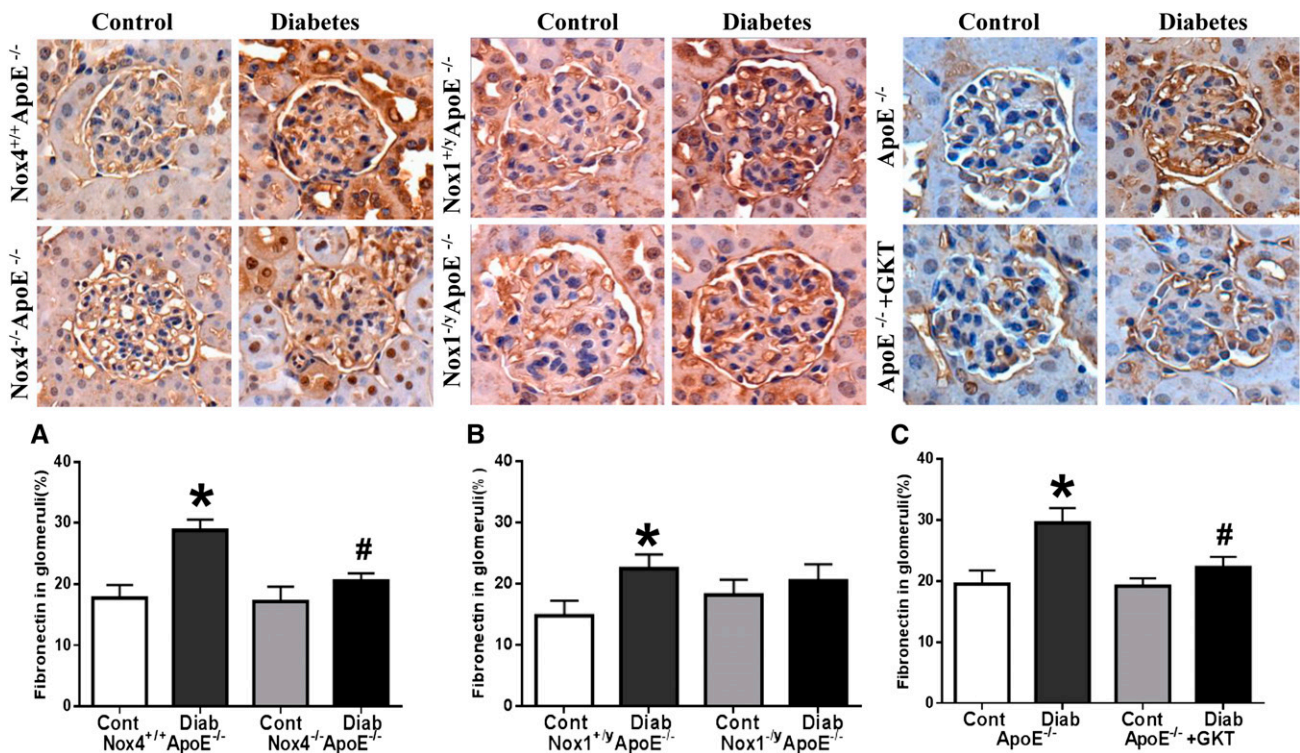 Control Diabetes Control Diabetes Control Diabetes
Nox4+/+ApoE -/-
Nox1+/yApoE -/-
ApoE -/-
Nox4-/-ApoE -/-
Nox1-/yApoE -/-
ApoE -/- +GKT
A
Fibronectin in glomeruli(%)
40
30
20
10
0
*
#
Cont Diab Cont Diab
Nox4+/+ApoE-/- Nox4-/-ApoE-/-
B
Fibronectin in glomeruli(%)
40
30
20
10
0
*
Cont Diab Cont Diab
Nox1+/yApoE-/- Nox1-/yApoE-/-
C
Fibronectin in glomeruli(%)
40
30
20
10
0
*
#
Cont Diab Cont Diab
ApoE-/- ApoE-/- +GKT